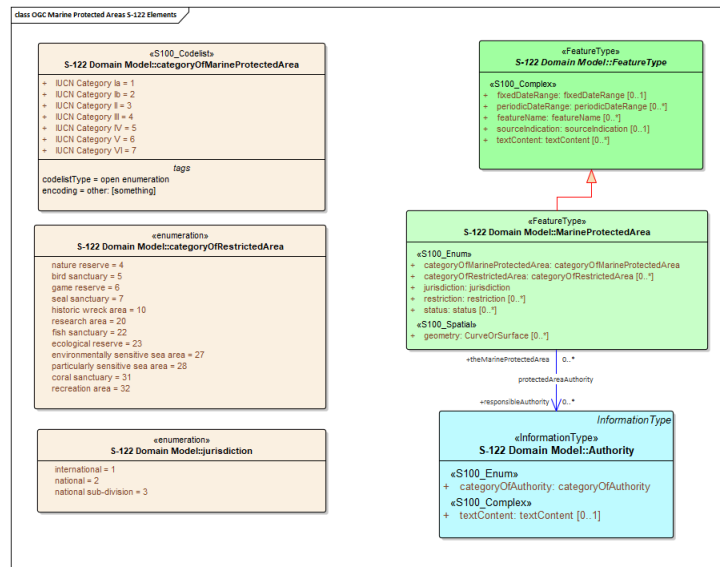 class OGC Marine Protected Areas S-122 Elements
«S100_Codelist»
S-122 Domain Model::categoryOfMarineProtectedArea
+ IUCN Category Ia = 1
+ IUCN Category Ib = 2
+ IUCN Category II = 3
+ IUCN Category III = 4
+ IUCN Category IV = 5
+ IUCN Category V = 6
+ IUCN Category VI = 7
tags
codelistType = open enumeration
encoding = other: [something]
«enumeration»
S-122 Domain Model::categoryOfRestrictedArea
nature reserve = 4
bird sanctuary = 5
game reserve = 6
seal sanctuary = 7
historic wreck area = 10
research area = 20
fish sanctuary = 22
ecological reserve = 23
environmentally sensitive sea area = 27
particularly sensitive sea area = 28
coral sanctuary = 31
recreation area = 32
«enumeration»
S-122 Domain Model::jurisdiction
international = 1
national = 2
national sub-division = 3
«FeatureType»
S-122 Domain Model::FeatureType
«S100_Complex»
+ fixedDateRange: fixedDateRange [0..1]
+ periodicDateRange: periodicDateRange [0..*]
+ featureName: featureName [0..*]
+ sourceIndication: sourceIndication [0..1]
+ textContent: textContent [0..*]
«FeatureType»
S-122 Domain Model::MarineProtectedArea
«S100_Enum»
+ categoryOfMarineProtectedArea: categoryOfMarineProtectedArea
+ categoryOfRestrictedArea: categoryOfRestrictedArea [0..*]
+ jurisdiction: jurisdiction
+ restriction: restriction [0..*]
+ status: status [0..*]
«S100_Spatial»
+ geometry: CurveOrSurface [0..*]
+theMarineProtectedArea 0..*
protectedAreaAuthority
+responsibleAuthority 0..*
InformationType
«InformationType»
S-122 Domain Model::Authority
«S100_Enum»
+ categoryOfAuthority: categoryOfAuthority
«S100_Complex»
+ textContent: textContent [0..1]